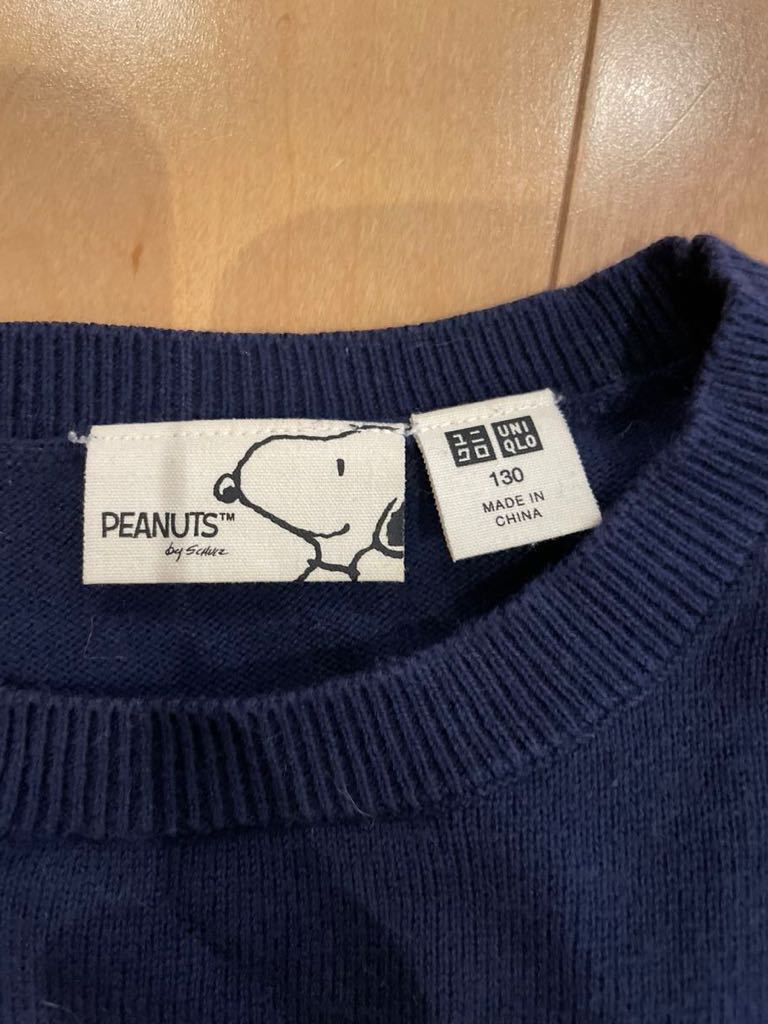 PEANUTS™
by SCHULZ
ユニ
クロ
UNI
QLO
130
MADE IN
CHINA